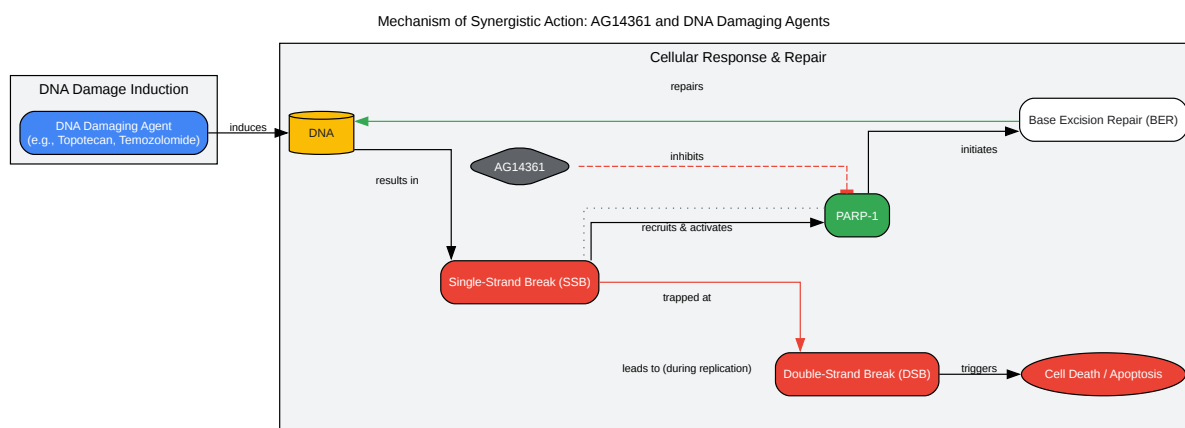 Mechanism of Synergistic Action: AG14361 and DNA Damaging Agents
Cellular Response & Repair
DNA Damage Induction
DNA Damaging Agent
(e.g., Topotecan, Temozolomide)
induces
DNA
repairs
Base Excision Repair (BER)
results in
AG14361
inhibits
initiates
PARP-1
recruits & activates
Single-Strand Break (SSB)
trapped at
leads to (during replication)
Double-Strand Break (DSB)
triggers
Cell Death / Apoptosis